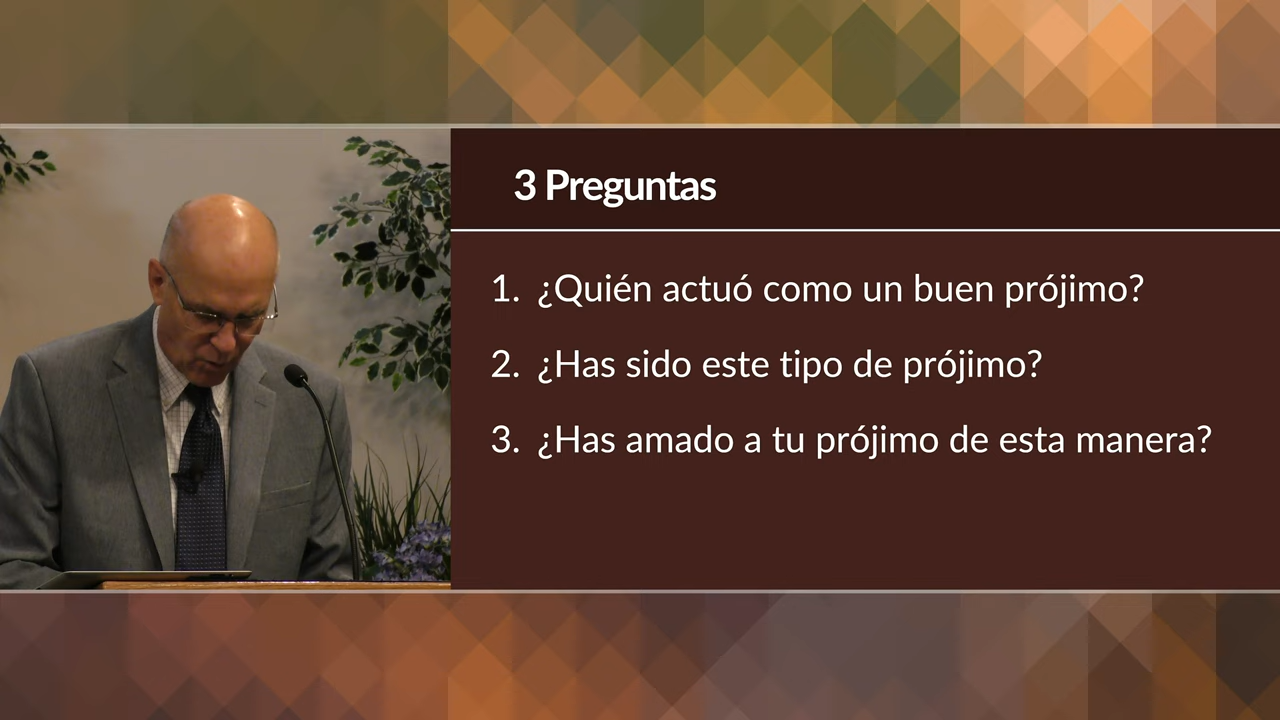 3 Preguntas
1. ¿Quién actuó como un buen prójimo?
2. ¿Has sido este tipo de prójimo?
3. ¿Has amado a tu prójimo de esta manera?